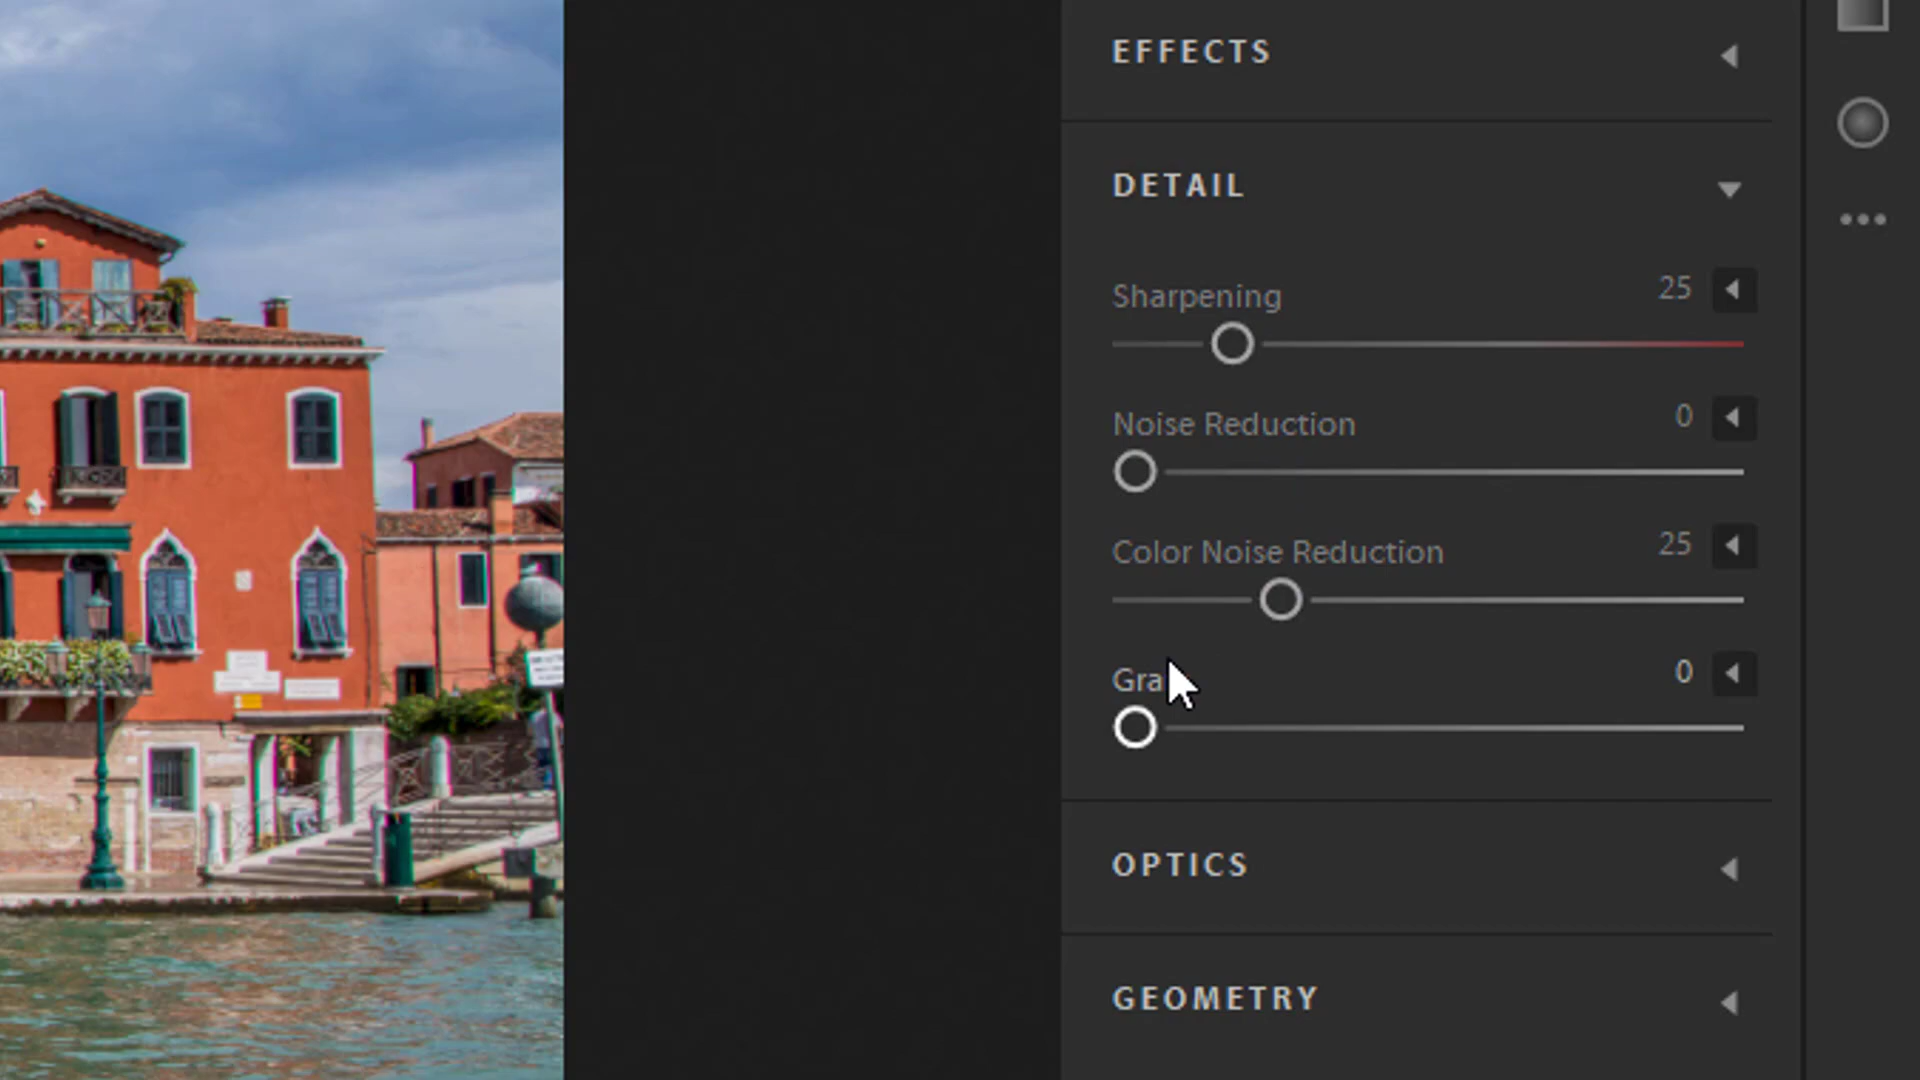 EFFECTS
DETAIL
Sharpening 25
Noise Reduction 0
Color Noise Reduction 25
Gra 0
OPTICS
GEOMETRY